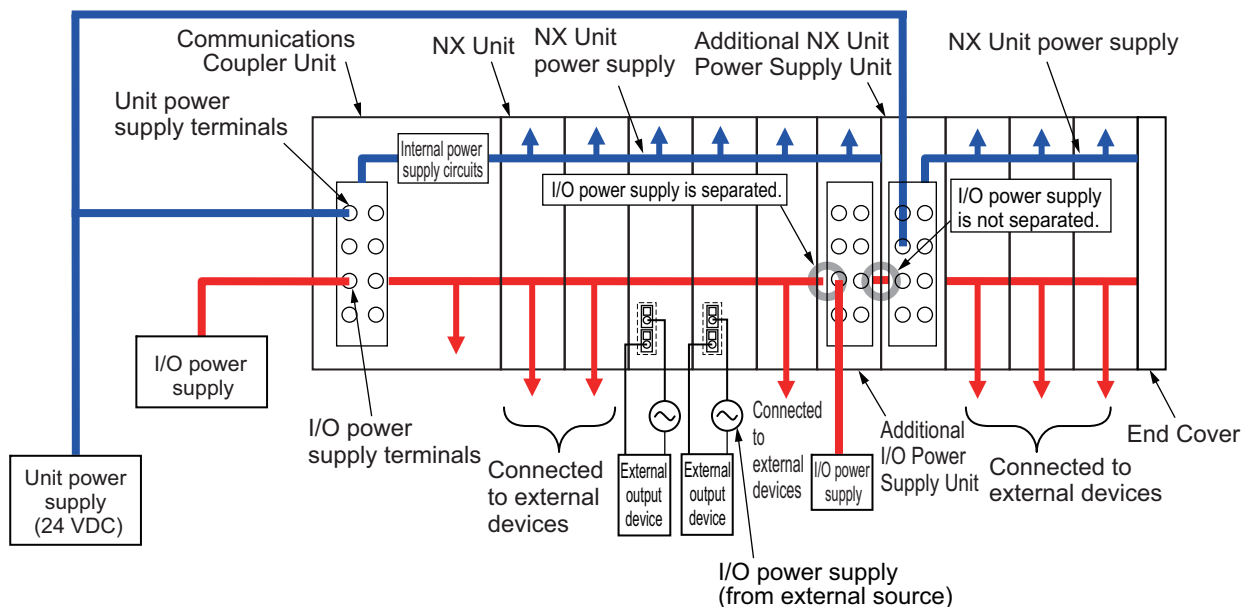 Communications
Coupler Unit
NX Unit
NX Unit
power supply
Additional NX Unit
Power Supply Unit
NX Unit power supply
Unit power
supply terminals
Internal power
supply circuits
I/O power supply is separated.
I/O power supply
is not separated.
I/O power
supply
I/O power
supply terminals
Unit power
supply
(24 VDC)
Connected
to external
devices
External
output
device
External
output
device
Connected
to
external
devices
I/O power
supply
Additional
I/O Power
Supply Unit
Connected to
external devices
End Cover
I/O power supply
(from external source)